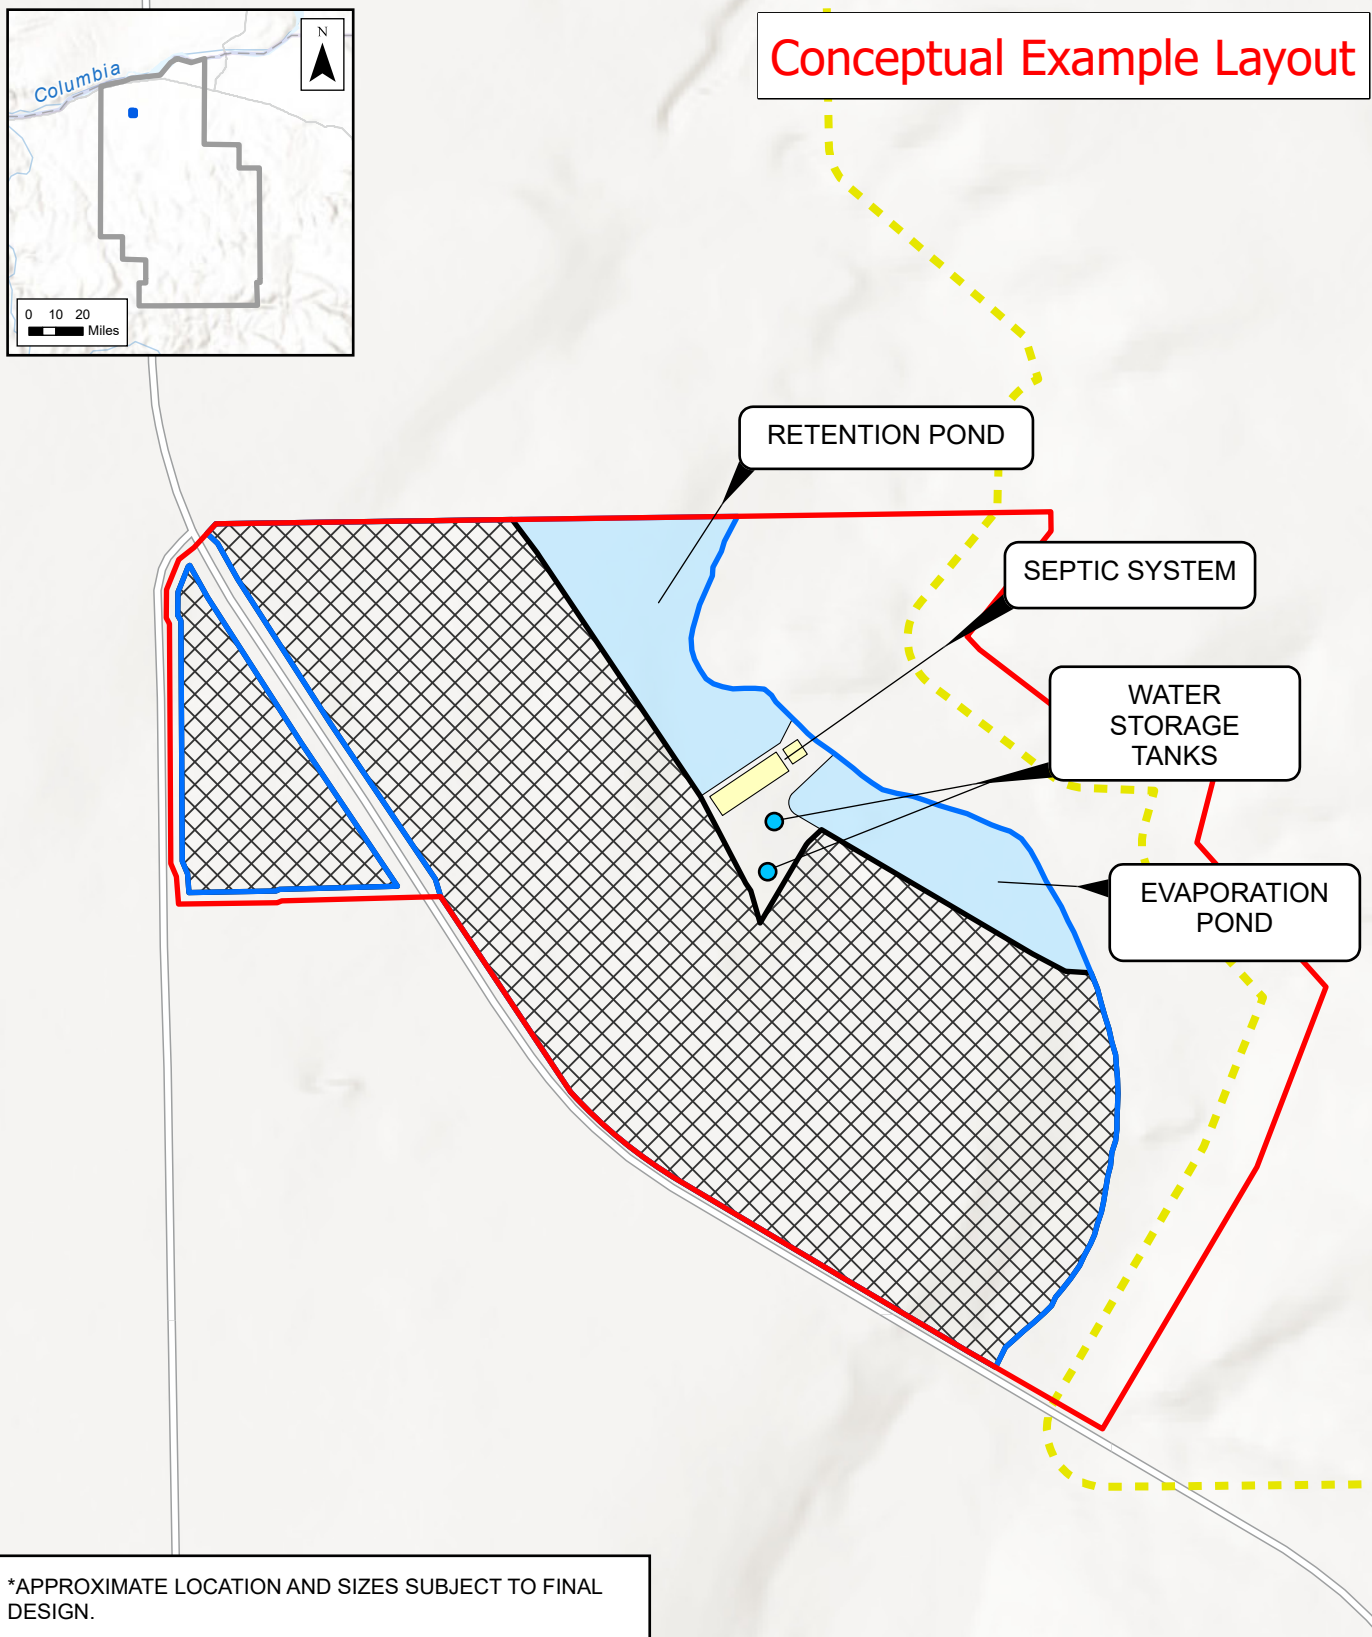 N
Columbia
0 10 20
Miles
Conceptual Example Layout
RETENTION POND
SEPTIC SYSTEM
WATER
STORAGE
TANKS
EVAPORATION
POND
*APPROXIMATE LOCATION AND SIZES SUBJECT TO FINAL
DESIGN.